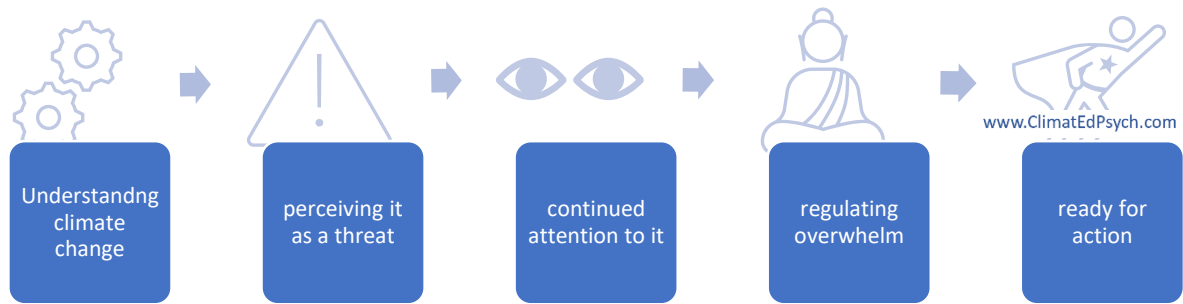 www.ClimatEdPsych.com
Understandng
climate
change
perceiving it
as a threat
continued
attention to it
regulating
overwhelm
ready for
action